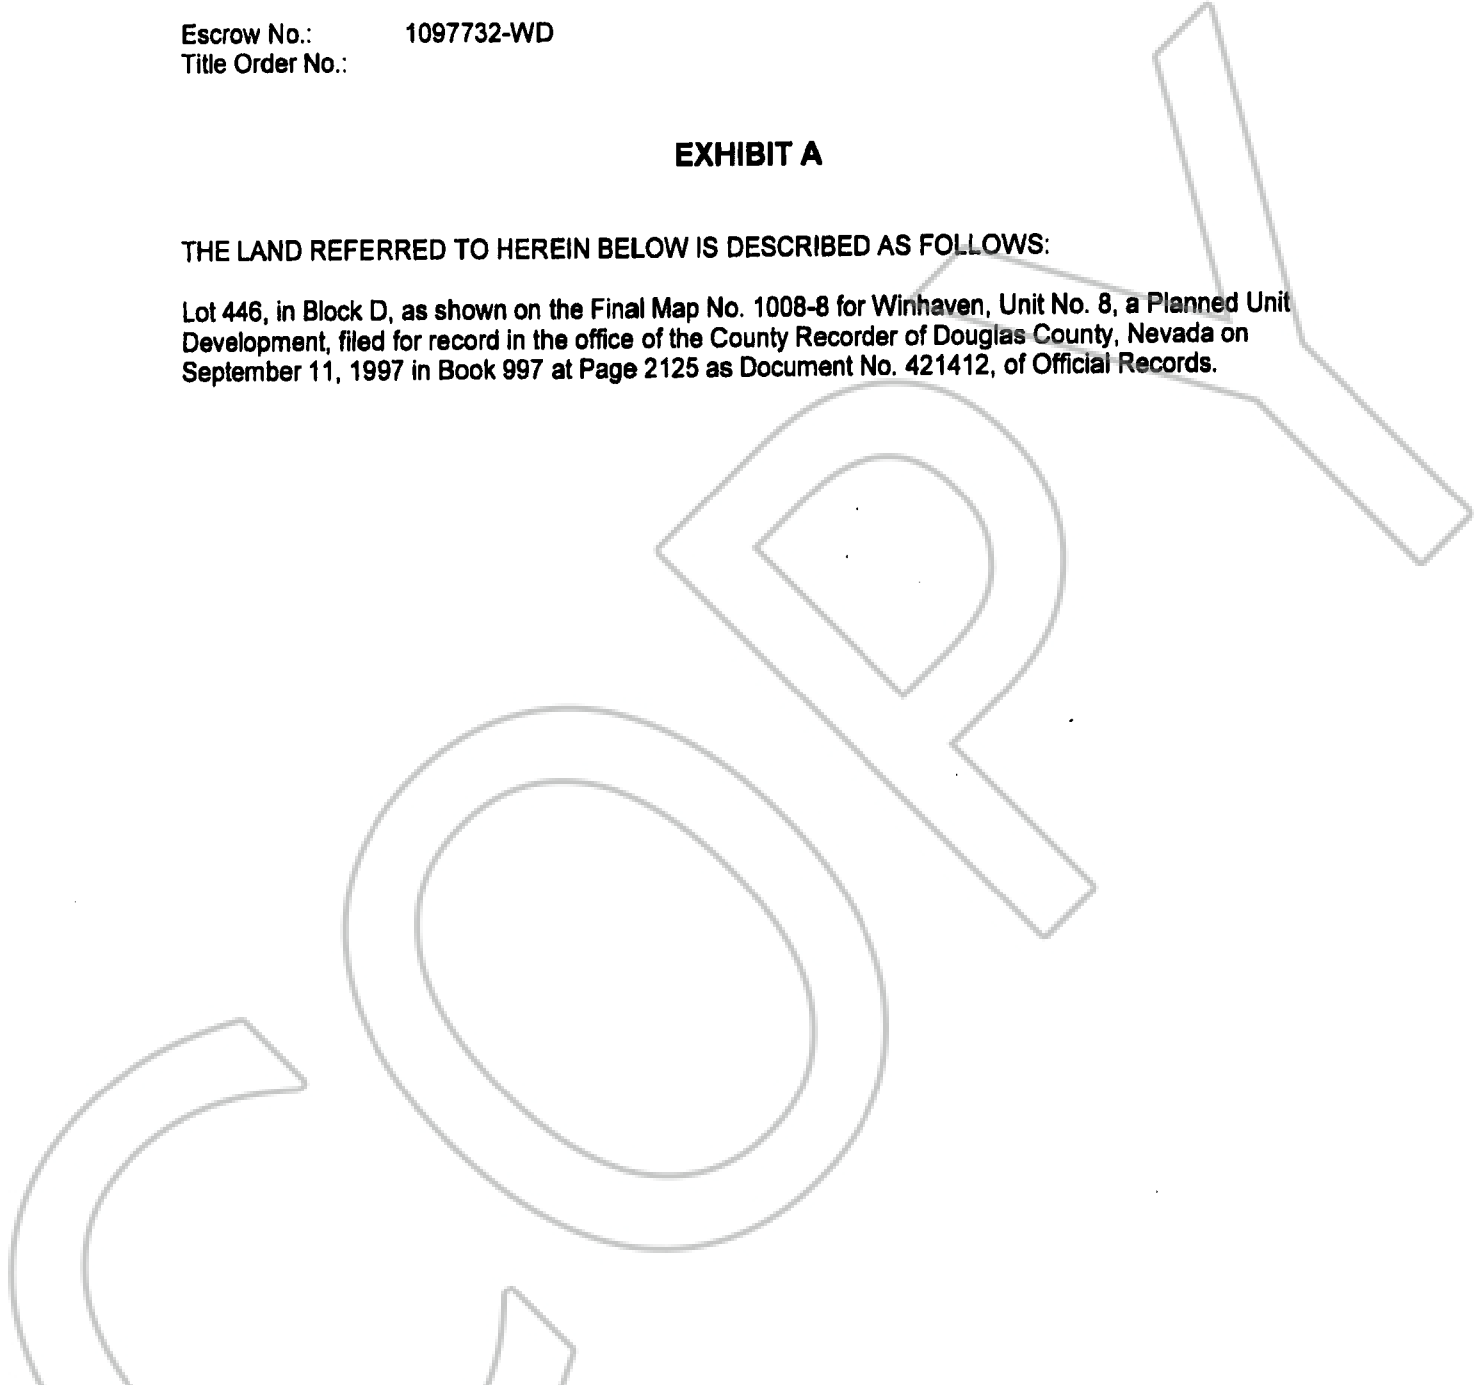 Escrow No.: 1097732-WD
Title Order No.:
EXHIBIT A
THE LAND REFERRED TO HEREIN BELOW IS DESCRIBED AS FOLLOWS:
Lot 446, in Block D, as shown on the Final Map No. 1008-8 for Winhaven, Unit No. 8, a Planned Unit
Development, filed for record in the office of the County Recorder of Douglas County, Nevada on
September 11, 1997 in Book 997 at Page 2125 as Document No. 421412, of Official Records.
COPY